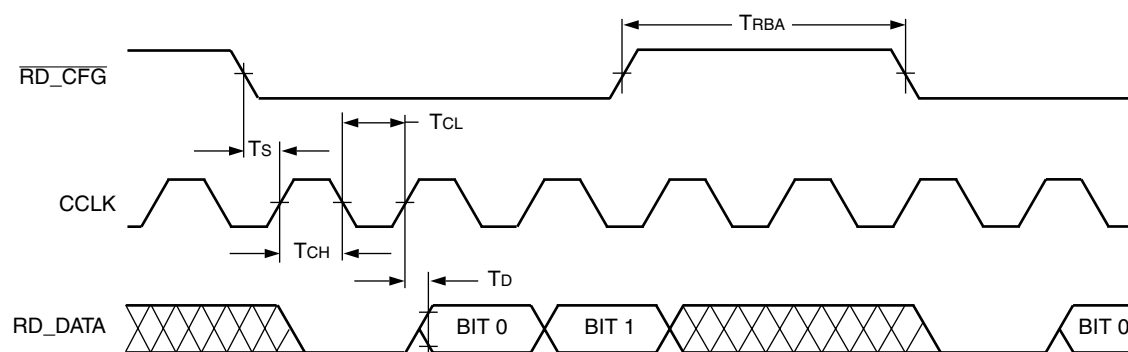 TRBA
RD_CFG
TCL
TS
CCLK
TCH
TD
RD_DATA
BIT 0
BIT 1
BIT 0